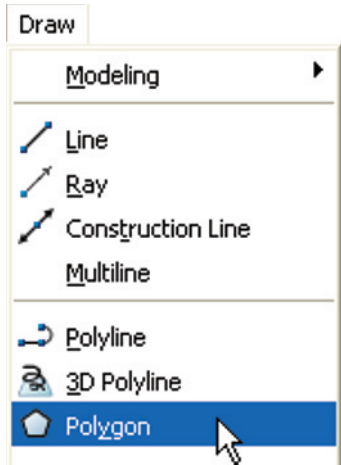 Draw
Modeling
Line
Ray
Construction Line
Multiline
Polyline
3D Polyline
Polygon